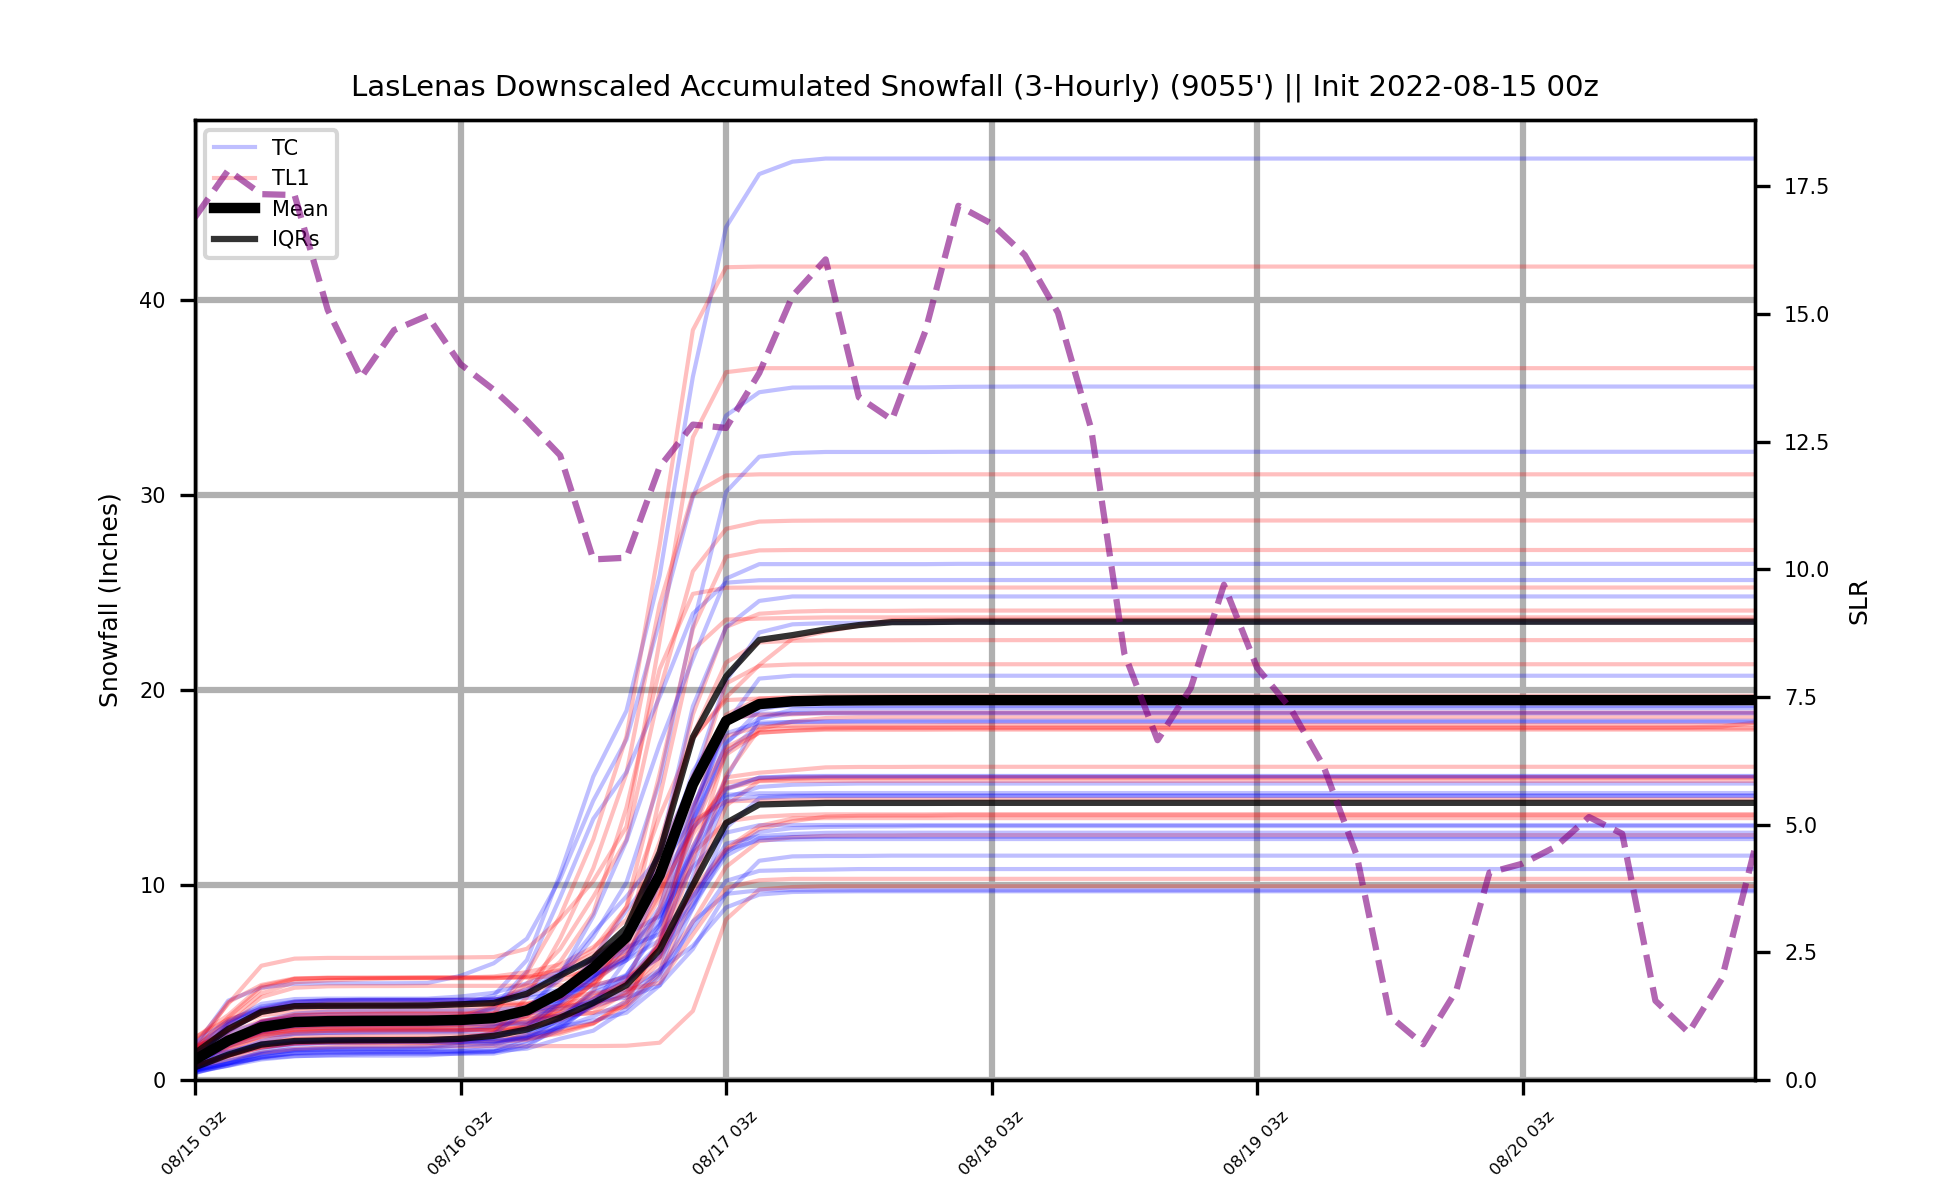 LasLenas Downscaled Accumulated Snowfall (3-Hourly) (9055') || Init 2022-08-15 00z
TC
TL1
Mean
IQRs
Snowfall (Inches)
40
30
20
10
0
17.5
15.0
12.5
10.0
7.5
5.0
2.5
0.0
SLR
08/15 03z
08/16 03z
08/17 03z
08/18 03z
08/19 03z
08/20 03z